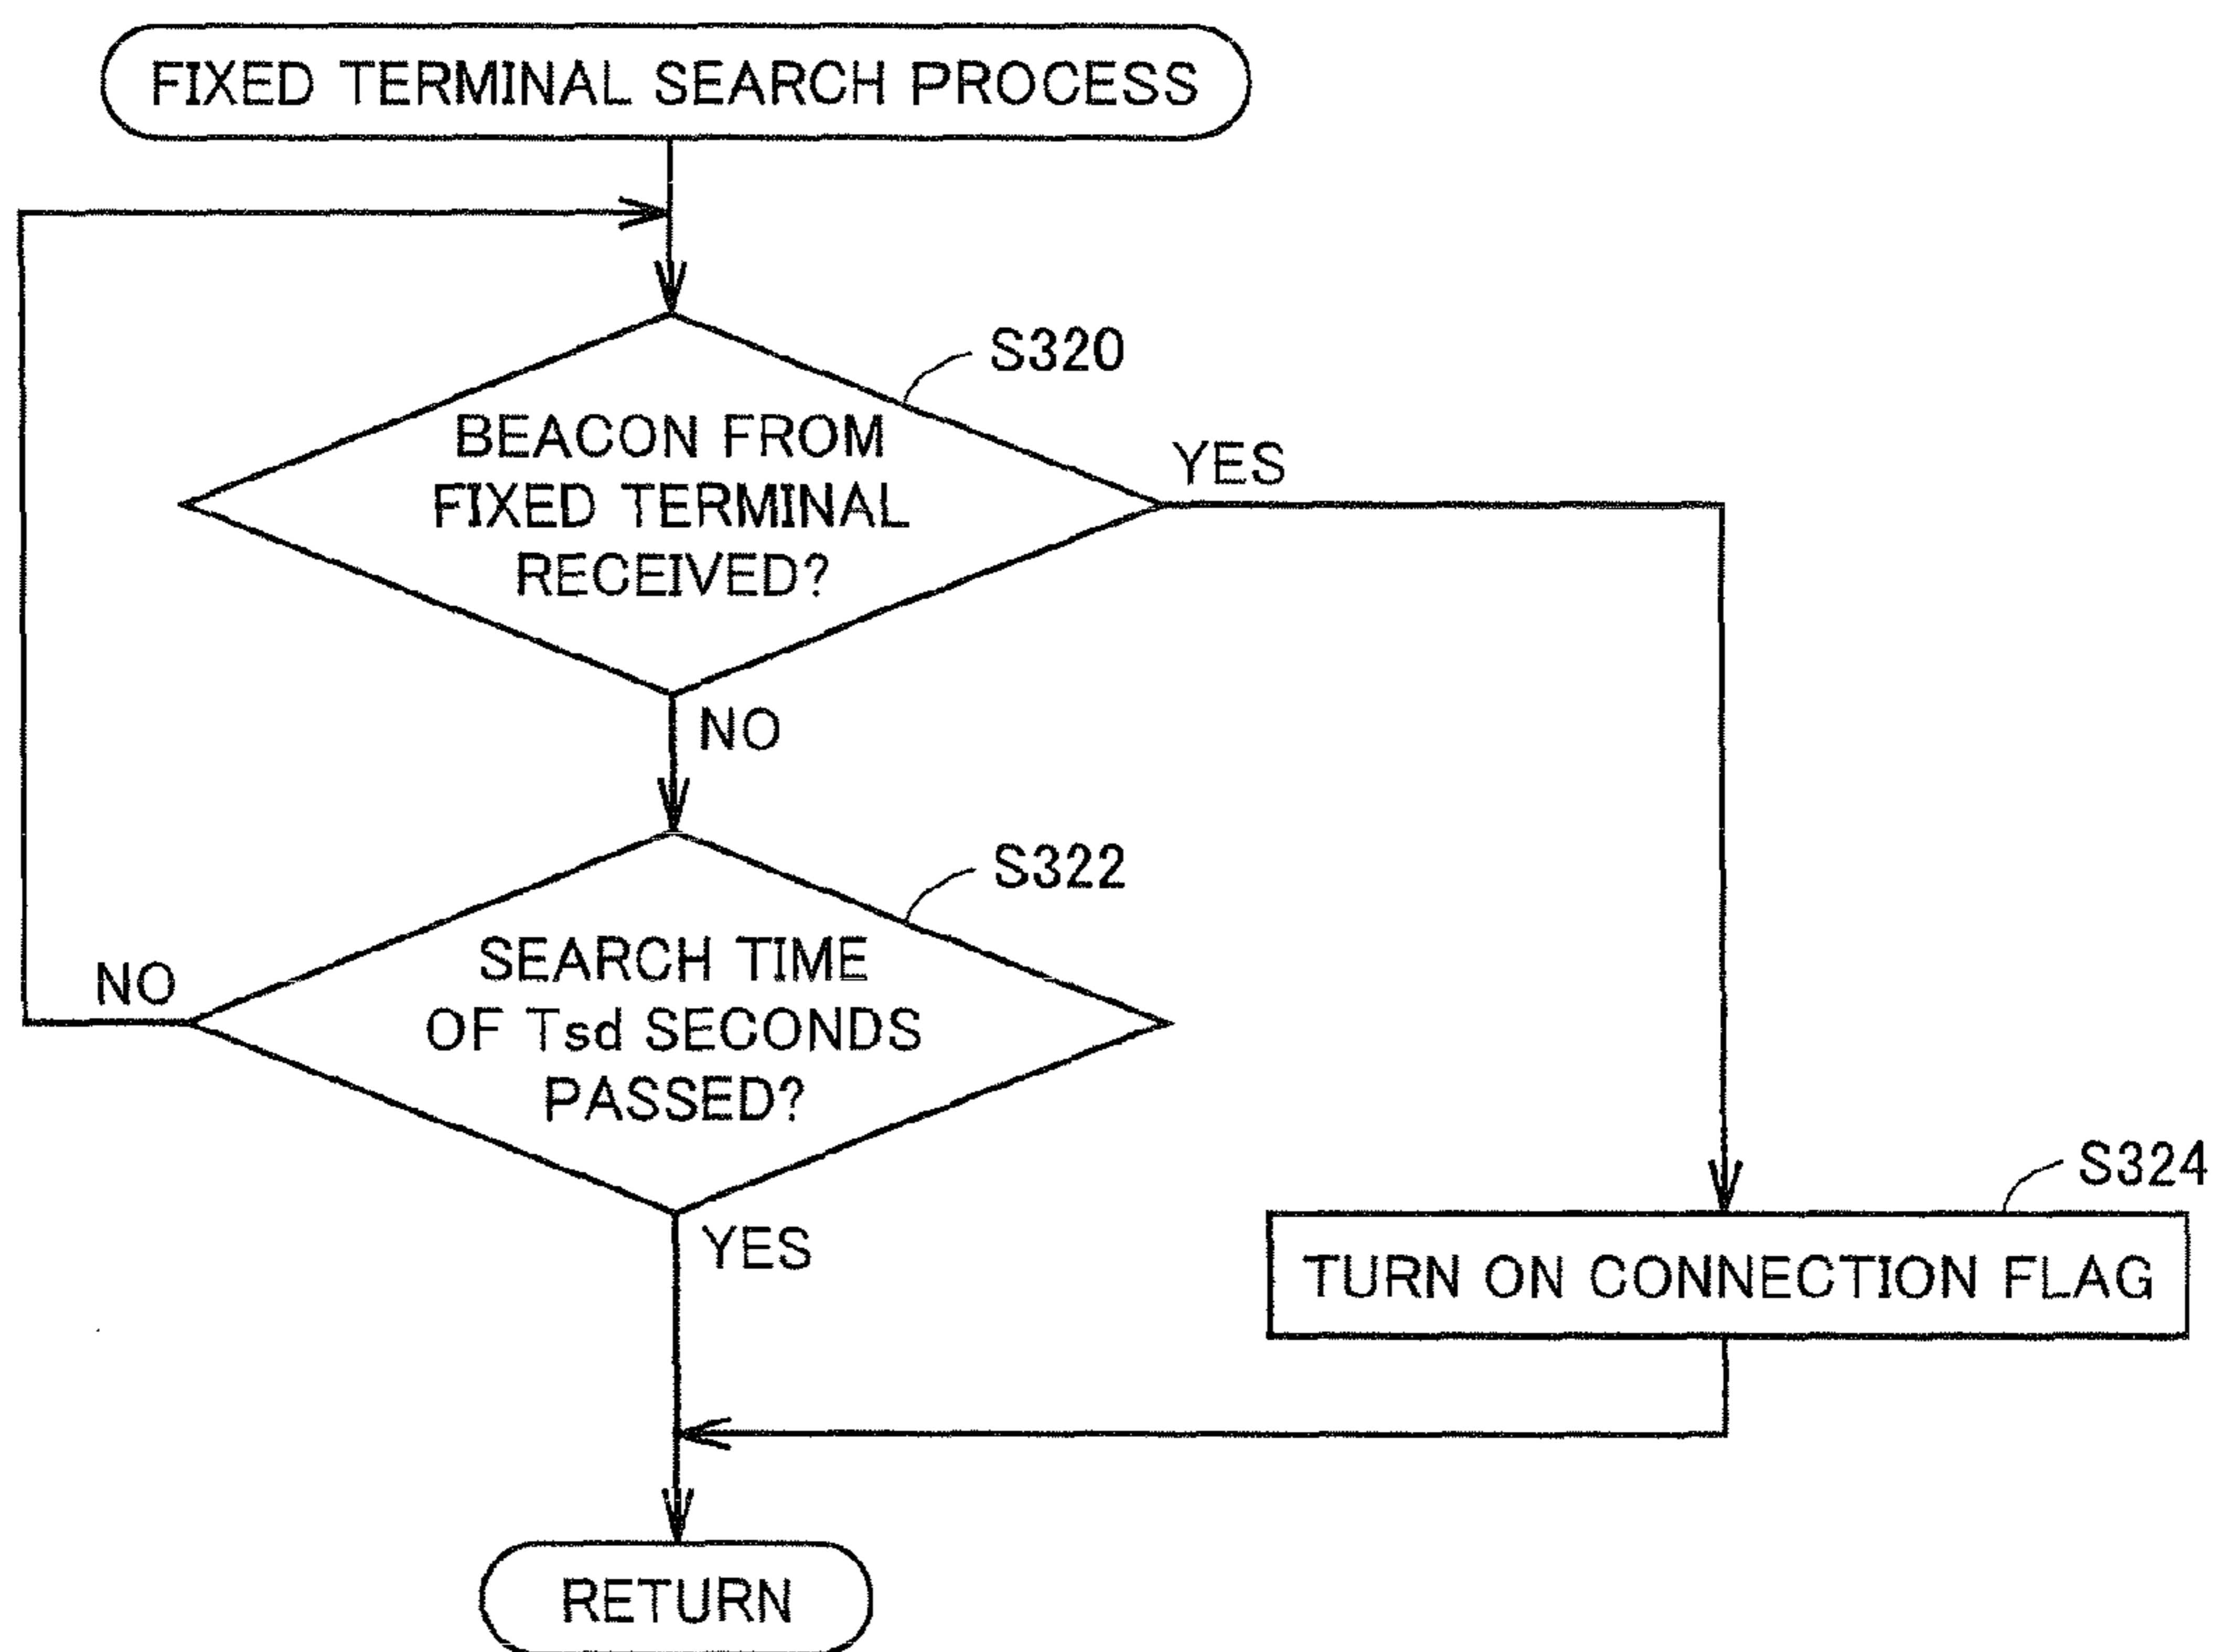 FIXED TERMINAL SEARCH PROCESS
S320
BEACON FROM
FIXED TERMINAL
RECEIVED?
YES
NO
S322
SEARCH TIME
OF Tsd SECONDS
PASSED?
NO
YES
S324
TURN ON CONNECTION FLAG
RETURN